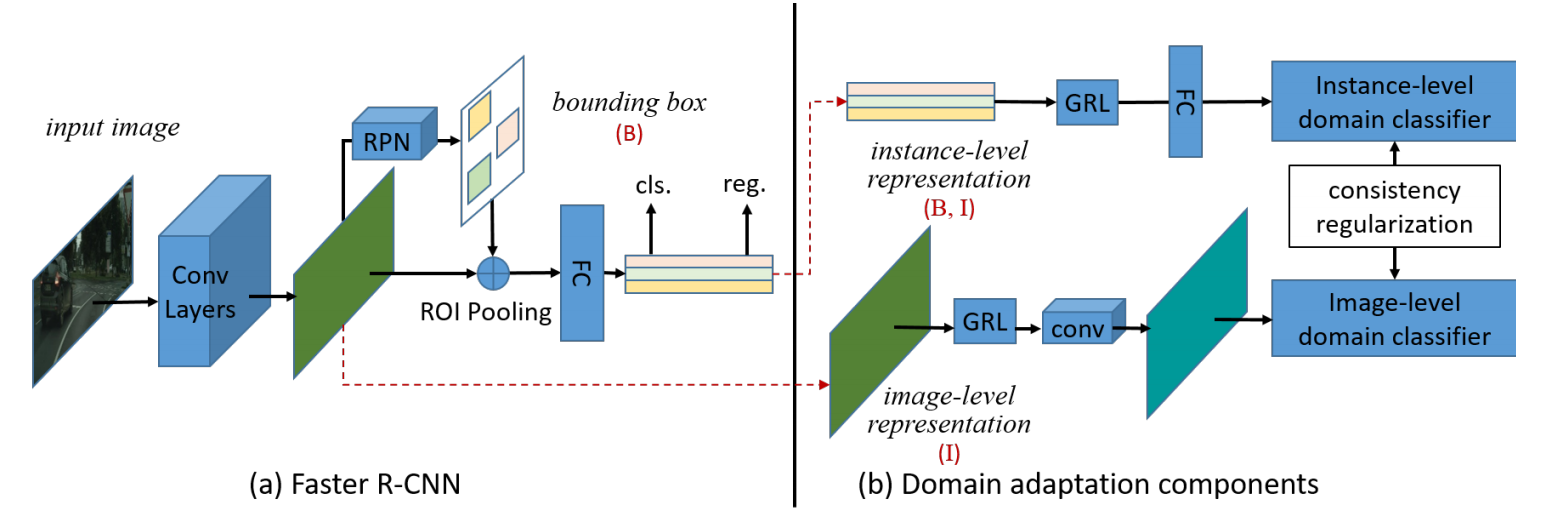 input image
Conv
Layers
RPN
bounding box
(B)
ROI Pooling
FC
cls.
reg.
(a) Faster R-CNN
instance-level
representation
(B, I)
GRL
FC
Instance-level
domain classifier
consistency
regularization
image-level
representation
(I)
GRL
conv
Image-level
domain classifier
(b) Domain adaptation components